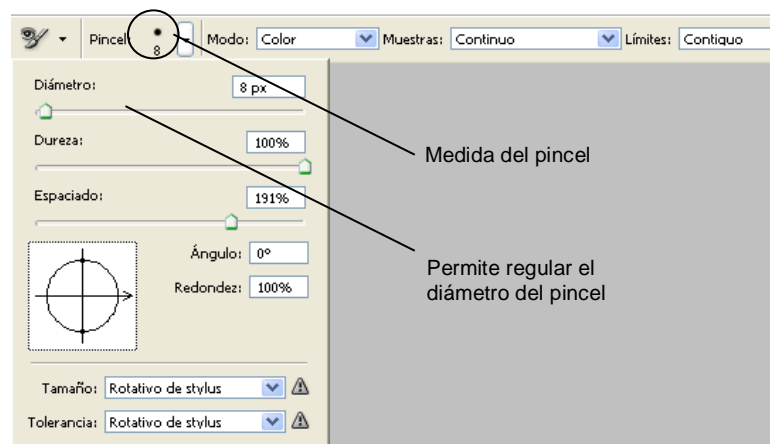 Pincel: 8 Modo: Color Muestras: Continuo Límites: Contiguo
Diámetro: 8 px
Dureza: 100%
Medida del pincel
Espaciado: 191%
Ángulo: 0º
Permite regular el
diámetro del pincel
Redondez: 100%
Tamaño: Rotativo de stylus
Tolerancia: Rotativo de stylus